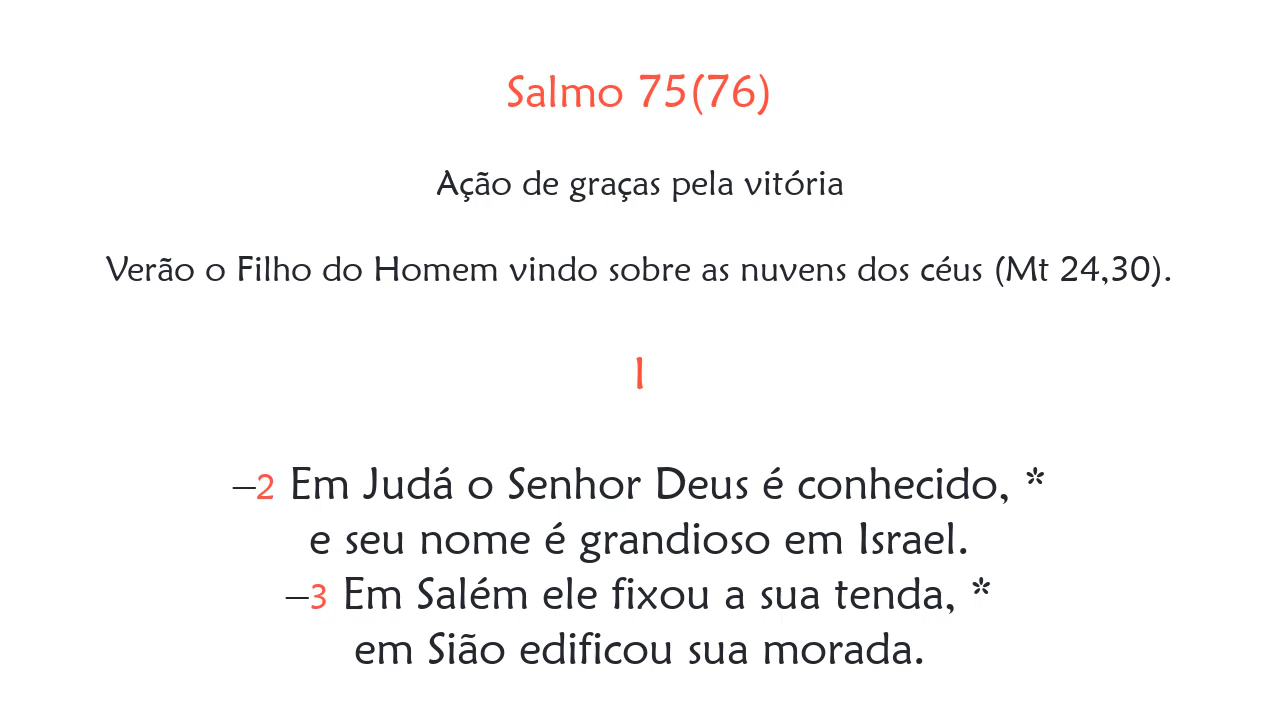 Salmo 75(76)
Ação de graças pela vitória
Verão o Filho do Homem vindo sobre as nuvens dos céus (Mt 24,30).
I
–2 Em Judá o Senhor Deus é conhecido, *
e seu nome é grandioso em Israel.
–3 Em Salém ele fixou a sua tenda, *
em Sião edificou sua morada.